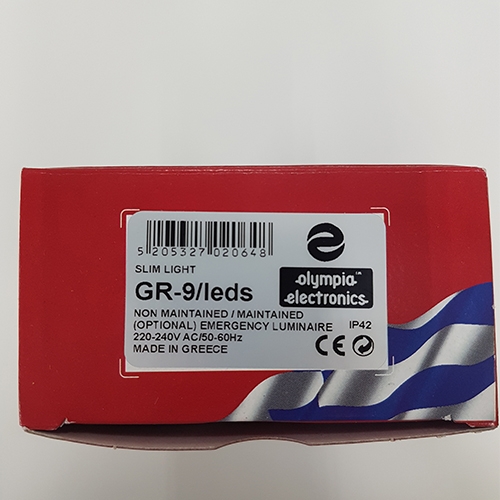 5 205327 020648
SLIM LIGHT
GR-9/leds
olympia™
electronics
NON MAINTAINED / MAINTAINED
(OPTIONAL) EMERGENCY LUMINAIRE IP42
220-240V AC/50-60Hz
MADE IN GREECE
CE